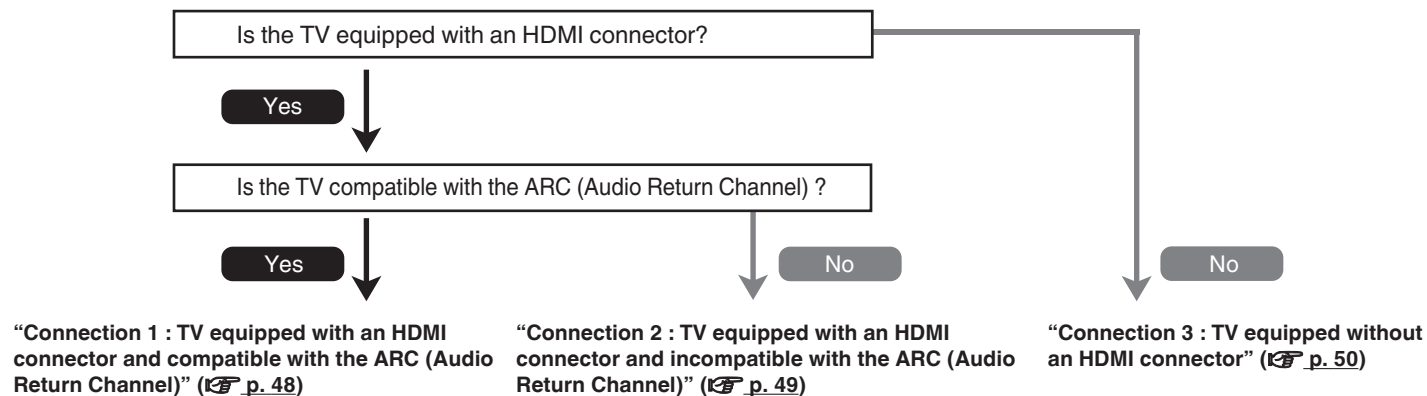 Is the TV equipped with an HDMI connector?
Yes
Is the TV compatible with the ARC (Audio Return Channel) ?
Yes
No
No
“Connection 1 : TV equipped with an HDMI
connector and compatible with the ARC (Audio
Return Channel)” (☞ p. 48)
“Connection 2 : TV equipped with an HDMI
connector and incompatible with the ARC (Audio
Return Channel)” (☞ p. 49)
“Connection 3 : TV equipped without
an HDMI connector” (☞ p. 50)